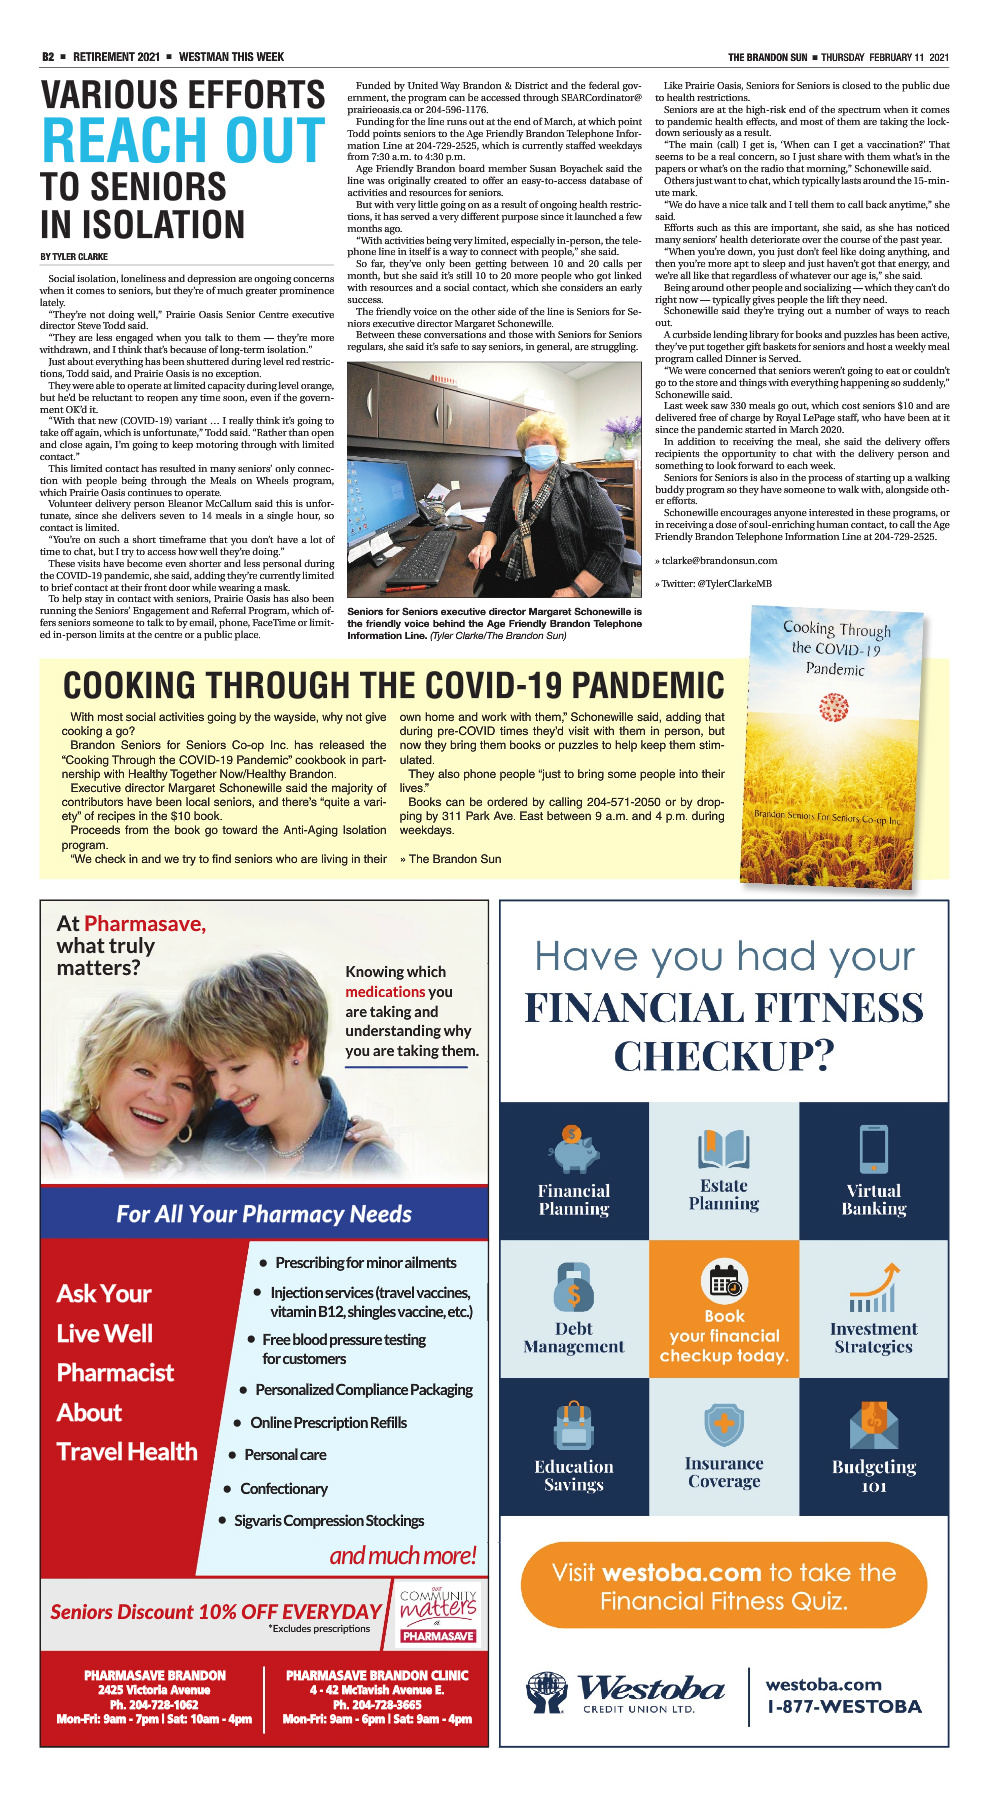 B2 ■ RETIREMENT 2021 ■ WESTMAN THIS WEEK
THE BRANDON SUN ■ THURSDAY FEBRUARY 11 2021
VARIOUS EFFORTS
REACH OUT
TO SENIORS
IN ISOLATION
BY TYLER CLARKE
Social isolation, loneliness and depression are ongoing concerns
when it comes to seniors, but they're of much greater prominence
lately.
"They're not doing well," Prairie Oasis Senior Centre executive
director Steve Todd said.
"They are less engaged when you talk to them — they're more
withdrawn, and I think that's because of long-term isolation."
Just about everything has been shuttered during level red restric-
tions, Todd said, and Prairie Oasis is no exception.
They were able to operate at limited capacity during level orange,
but he'd be reluctant to reopen any time soon, even if the govern-
ment OK'd it.
"With that new (COVID-19) variant … I really think it's going to
take off again, which is unfortunate," Todd said. "Rather than open
and close again, I'm going to keep motoring through with limited
contact."
This limited contact has resulted in many seniors' only connec-
tion with people being through the Meals on Wheels program,
which Prairie Oasis continues to operate.
Volunteer delivery person Eleanor McCallum said this is unfor-
tunate, since she delivers seven to 14 meals in a single hour, so
contact is limited.
"You're on such a short timeframe that you don't have a lot of
time to chat, but I try to access how well they're doing."
These visits have become even shorter and less personal during
the COVID-19 pandemic, she said, adding they're currently limited
to brief contact at their front door while wearing a mask.
To help stay in contact with seniors, Prairie Oasis has also been
running the Seniors' Engagement and Referral Program, which of-
fers seniors someone to talk to by email, phone, FaceTime or limit-
ed in-person limits at the centre or a public place.
Funded by United Way Brandon & District and the federal gov-
ernment, the program can be accessed through SEARCordinator@
prairieoasis.ca or 204-596-1176.
Funding for the line runs out at the end of March, at which point
Todd points seniors to the Age Friendly Brandon Telephone Infor-
mation Line at 204-729-2525, which is currently staffed weekdays
from 7:30 a.m. to 4:30 p.m.
Age Friendly Brandon board member Susan Boyachek said the
line was originally created to offer an easy-to-access database of
activities and resources for seniors.
But with very little going on as a result of ongoing health restric-
tions, it has served a very different purpose since it launched a few
months ago.
"With activities being very limited, especially in-person, the tele-
phone line in itself is a way to connect with people," she said.
So far, they've only been getting between 10 and 20 calls per
month, but she said it's still 10 to 20 more people who got linked
with resources and a social contact, which she considers an early
success.
The friendly voice on the other side of the line is Seniors for Se-
niors executive director Margaret Schonewille.
Between these conversations and those with Seniors for Seniors
regulars, she said it's safe to say seniors, in general, are struggling.
Seniors for Seniors executive director Margaret Schonewille is
the friendly voice behind the Age Friendly Brandon Telephone
Information Line. (Tyler Clarke/The Brandon Sun)
Like Prairie Oasis, Seniors for Seniors is closed to the public due
to health restrictions.
Seniors are at the high-risk end of the spectrum when it comes
to pandemic health effects, and most of them are taking the lock-
down seriously as a result.
"The main (call) I get is, 'When can I get a vaccination?' That
seems to be a real concern, so I just share with them what's in the
papers or what's on the radio that morning," Schonewille said.
Others just want to chat, which typically lasts around the 15-min-
ute mark.
"We do have a nice talk and I tell them to call back anytime," she
said.
Efforts such as this are important, she said, as she has noticed
many seniors' health deteriorate over the course of the past year.
"When you're down, you just don't feel like doing anything, and
then you're more apt to sleep and just haven't got that energy, and
we're all like that regardless of whatever our age is," she said.
Being around other people and socializing — which they can't do
right now — typically gives people the lift they need.
Schonewille said they're trying out a number of ways to reach
out.
A curbside lending library for books and puzzles has been active,
they've put together gift baskets for seniors and host a weekly meal
program called Dinner is Served.
"We were concerned that seniors weren't going to eat or couldn't
go to the store and things with everything happening so suddenly,"
Schonewille said.
Last week saw 330 meals go out, which cost seniors $10 and are
delivered free of charge by Royal LePage staff, who have been at it
since the pandemic started in March 2020.
In addition to receiving the meal, she said the delivery offers
recipients the opportunity to chat with the delivery person and
something to look forward to each week.
Seniors for Seniors is also in the process of starting up a walking
buddy program so they have someone to walk with, alongside oth-
er efforts.
Schonewille encourages anyone interested in these programs, or
in receiving a dose of soul-enriching human contact, to call the Age
Friendly Brandon Telephone Information Line at 204-729-2525.
» tclarke@brandonsun.com
» Twitter: @TylerClarkeMB
COOKING THROUGH THE COVID-19 PANDEMIC
With most social activities going by the wayside, why not give
cooking a go?
Brandon Seniors for Seniors Co-op Inc. has released the
"Cooking Through the COVID-19 Pandemic" cookbook in part-
nership with Healthy Together Now/Healthy Brandon.
Executive director Margaret Schonewille said the majority of
contributors have been local seniors, and there's "quite a vari-
ety" of recipes in the $10 book.
Proceeds from the book go toward the Anti-Aging Isolation
program.
"We check in and we try to find seniors who are living in their
own home and work with them," Schonewille said, adding that
during pre-COVID times they'd visit with them in person, but
now they bring them books or puzzles to help keep them stim-
ulated.
They also phone people "just to bring some people into their
lives."
Books can be ordered by calling 204-571-2050 or by drop-
ping by 311 Park Ave. East between 9 a.m. and 4 p.m. during
weekdays.
» The Brandon Sun
Cooking Through
the COVID-19
Pandemic
Brandon Seniors For Seniors Co-op Inc.
At Pharmasave,
what truly
matters?
Knowing which
medications you
are taking and
understanding why
you are taking them.
For All Your Pharmacy Needs
Ask Your
Live Well
Pharmacist
About
Travel Health
• Prescribing for minor ailments
• Injection services (travel vaccines,
vitamin B12, shingles vaccine, etc.)
• Free blood pressure testing
for customers
• Personalized Compliance Packaging
• Online Prescription Refills
• Personal care
• Confectionary
• Sigvaris Compression Stockings
and much more!
Seniors Discount 10% OFF EVERYDAY
*Excludes prescriptions
our
COMMUNITY
matters
at
PHARMASAVE
PHARMASAVE BRANDON
2425 Victoria Avenue
Ph. 204-728-1062
Mon-Fri: 9am - 7pm | Sat: 10am - 4pm
PHARMASAVE BRANDON CLINIC
4 - 42 McTavish Avenue E.
Ph. 204-728-3665
Mon-Fri: 9am - 6pm | Sat: 9am - 4pm
Have you had your
FINANCIAL FITNESS
CHECKUP?
Financial
Planning
Estate
Planning
Virtual
Banking
Debt
Management
Book
your financial
checkup today.
Investment
Strategies
Education
Savings
Insurance
Coverage
Budgeting
101
Visit westoba.com to take the
Financial Fitness Quiz.
Westoba
CREDIT UNION LTD.
westoba.com
1-877-WESTOBA